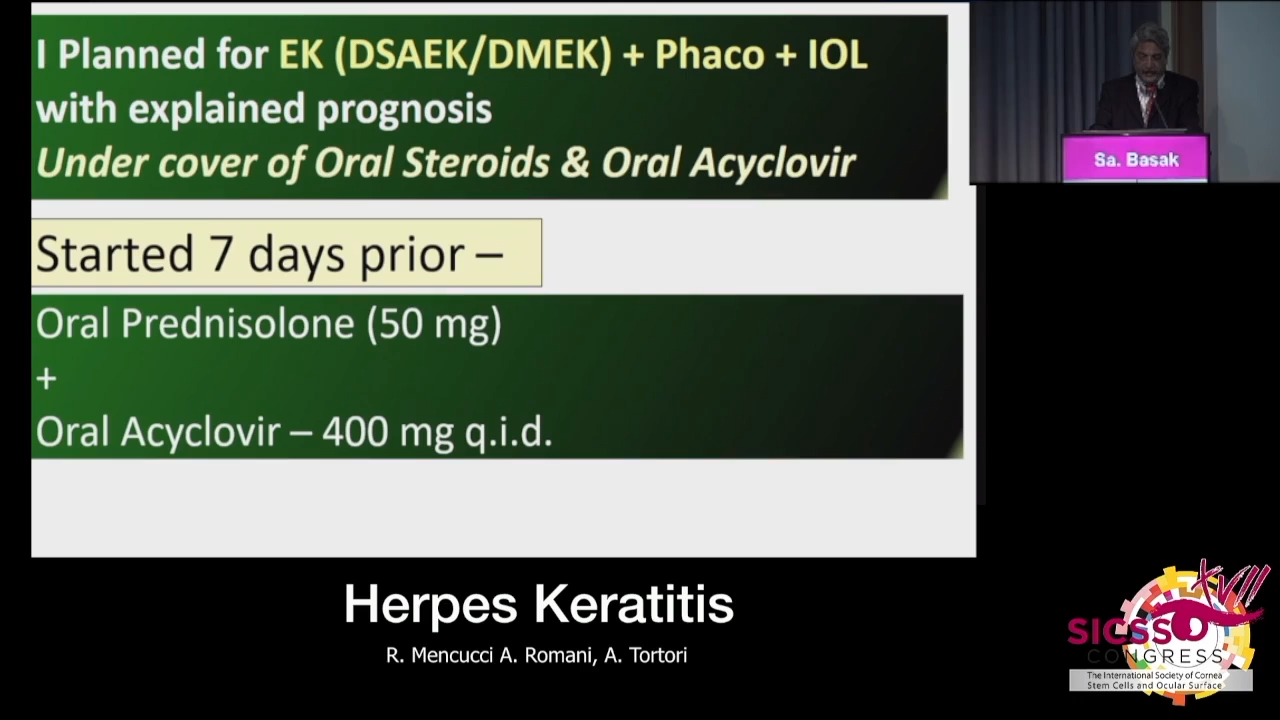 I Planned for EK (DSAEK/DMEK) + Phaco + IOL
with explained prognosis
Under cover of Oral Steroids & Oral Acyclovir
Started 7 days prior –
Oral Prednisolone (50 mg)
+
Oral Acyclovir – 400 mg q.i.d.
Sa. Basak
Herpes Keratitis
R. Mencucci A. Romani, A. Tortori
XVII
SICSSO
CONGRESS
The International Society of Cornea
Stem Cells and Ocular Surface